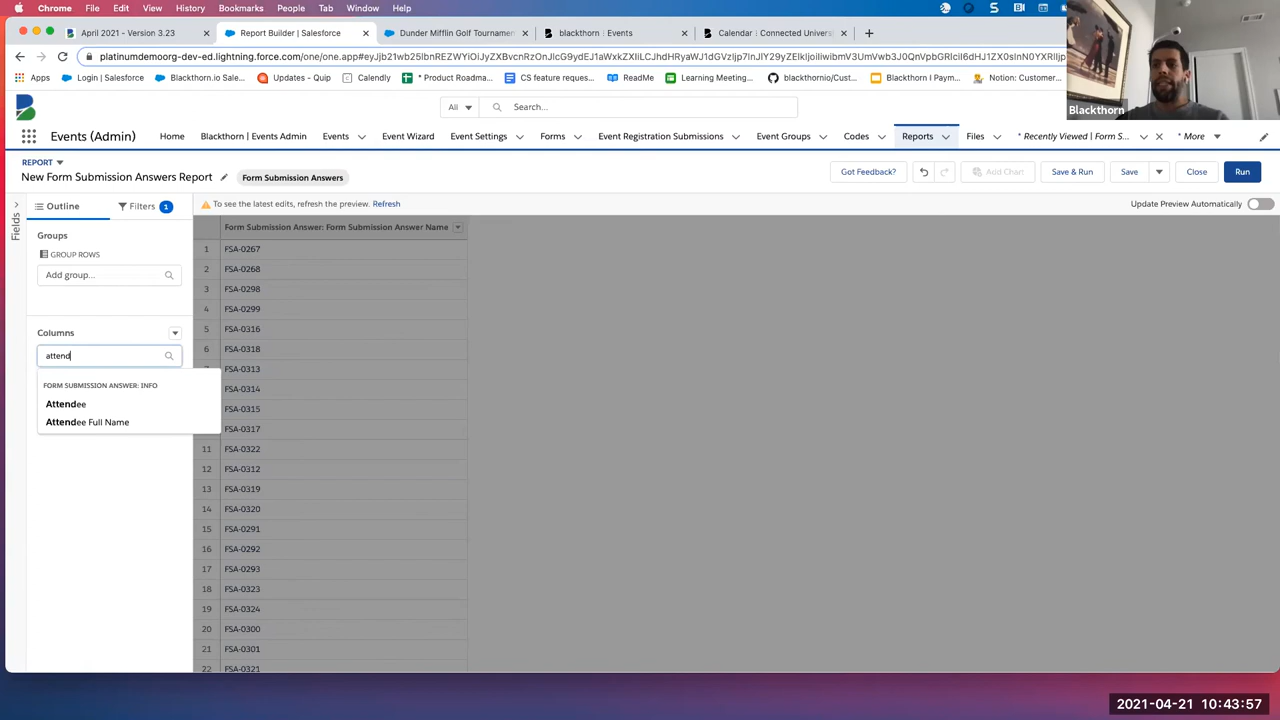 Chrome File Edit View History Bookmarks People Tab Window Help
April 2021 - Version 3.23 × Report Builder | Salesforce × Dunder Mifflin Golf Tournament × blackthorn | Events × Calendar : Connected Univers × +
Login | Salesforce Blackthorn.io Sale... Updates - Quip Calendly * Product Roadma... CS feature reques... ReadMe Learning Meeting... blackthornio/Cust... Blackthorn | Paym... Notion: Customer...
Blackthorn
All Search...
Events (Admin) Home Blackthorn | Events Admin Events Event Wizard Event Settings Forms Event Registration Submissions Event Groups Codes Reports Files * Recently Viewed | Form S... × * More
REPORT
New Form Submission Answers Report Form Submission Answers Got Feedback? Add Chart Save & Run Save Close Run
Fields
Outline Filters 1
To see the latest edits, refresh the preview. Refresh Update Preview Automatically
Groups
GROUP ROWS
Add group...
Columns
attend
FORM SUBMISSION ANSWER: INFO
Attendee
Attendee Full Name
Form Submission Answer: Form Submission Answer Name
1 FSA-0267
2 FSA-0268
3 FSA-0298
4 FSA-0299
5 FSA-0316
6 FSA-0318
FSA-0313
FSA-0314
FSA-0315
FSA-0317
11 FSA-0322
12 FSA-0312
13 FSA-0319
14 FSA-0320
15 FSA-0291
16 FSA-0292
17 FSA-0293
18 FSA-0323
19 FSA-0324
20 FSA-0300
21 FSA-0301
22 FSA-0321
2021-04-21 10:43:57